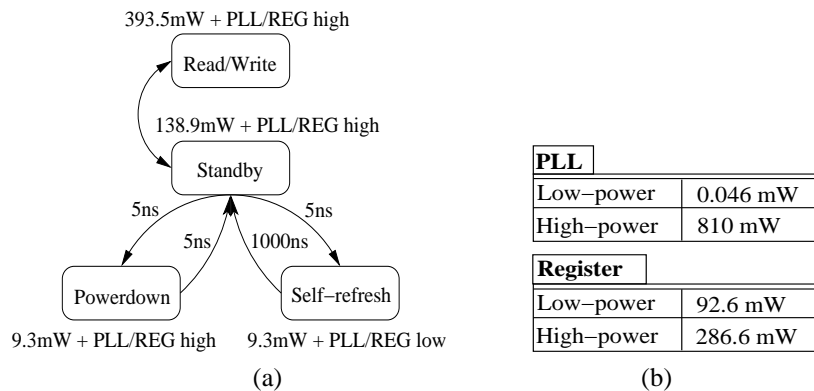 393.5mW + PLL/REG high
Read/Write
138.9mW + PLL/REG high
Standby
5ns
5ns
5ns
1000ns
Powerdown
Self−refresh
9.3mW + PLL/REG high
9.3mW + PLL/REG low
(a)
PLL
Low−power 0.046 mW
High−power 810 mW
Register
Low−power 92.6 mW
High−power 286.6 mW
(b)